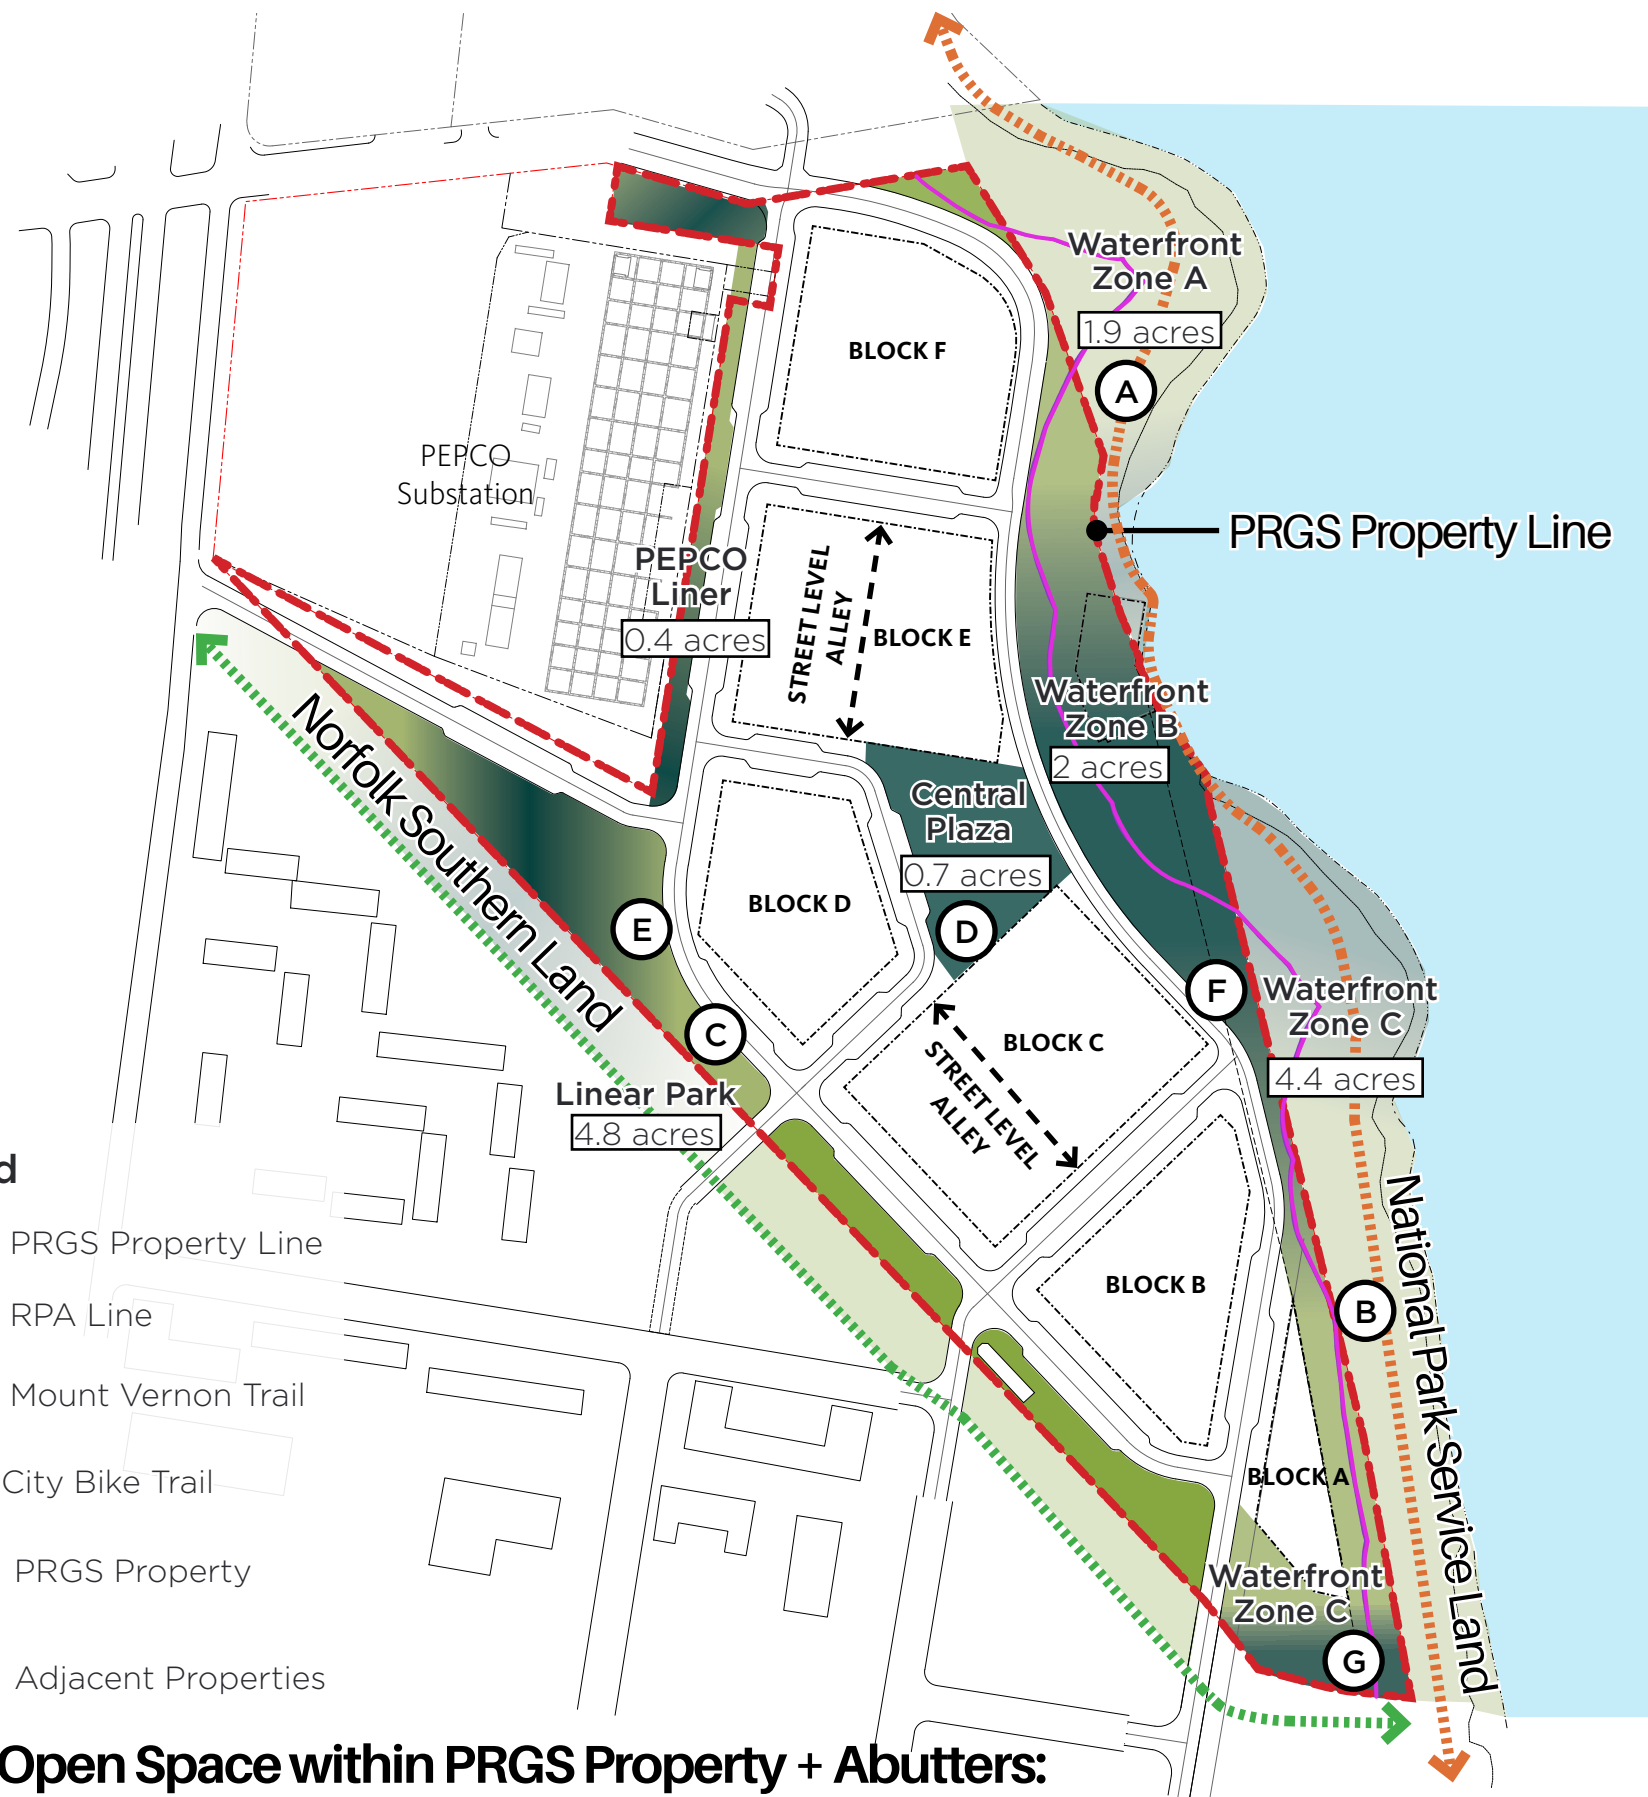 Waterfront
Zone A
1.9 acres
A
BLOCK F
PEPCO
Substation
PRGS Property Line
PEPCO
Liner
0.4 acres
STREET LEVEL
ALLEY
BLOCK E
Waterfront
Zone B
2 acres
Norfolk Southern Land
Central
Plaza
0.7 acres
D
BLOCK D
E
C
F
Waterfront
Zone C
4.4 acres
BLOCK C
STREET LEVEL
ALLEY
Linear Park
4.8 acres
d
PRGS Property Line
RPA Line
Mount Vernon Trail
City Bike Trail
PRGS Property
Adjacent Properties
BLOCK B
B
National Park Service Land
BLOCK A
Waterfront
Zone C
G
Open Space within PRGS Property + Abutters: